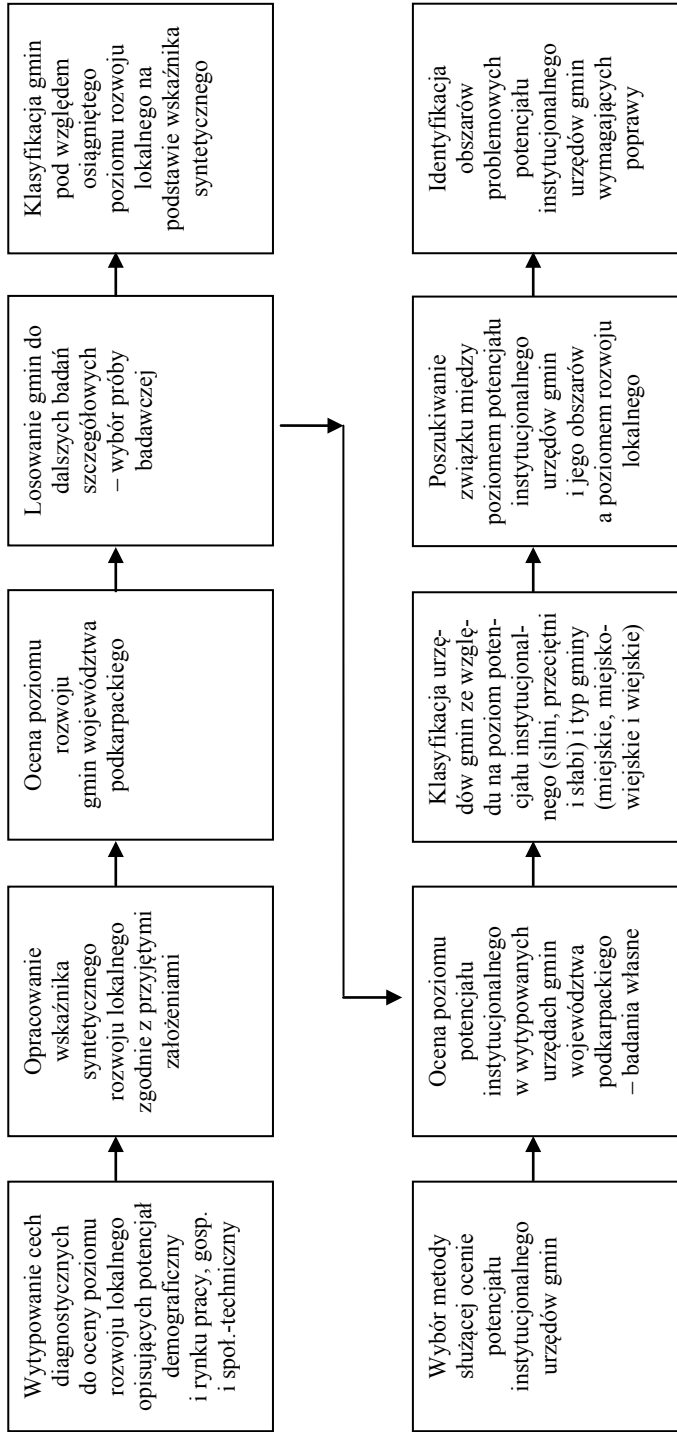 Wytypowanie cech
diagnostycznych
do oceny poziomu
rozwoju lokalnego
opisujących potencjał
demograficzny
i rynku pracy, gosp.
i społ.-techniczny
Opracowanie
wskaźnika
syntetycznego
rozwoju lokalnego
zgodnie z przyjętymi
założeniami
Ocena poziomu
rozwoju
gmin województwa
podkarpackiego
Losowanie gmin do
dalszych badań
szczegółowych
– wybór próby
badawczej
Klasyfikacja gmin
pod względem
osiągniętego
poziomu rozwoju
lokalnego na
podstawie wskaźnika
syntetycznego
Wybór metody
służącej ocenie
potencjału
instytucjonalnego
urzędów gmin
Ocena poziomu
potencjału
instytucjonalnego
w wytypowanych
urzędach gmin
województwa
podkarpackiego
– badania własne
Klasyfikacja urzę-
dów gmin ze wzglę-
du na poziom poten-
cjału instytucjonal-
nego (silni, przeciętni
i słabi) i typ gminy
(miejskie, miejsko-
wiejskie i wiejskie)
Poszukiwanie
związku między
poziomem potencjału
instytucjonalnego
urzędów gmin
i jego obszarów
a poziomem rozwoju
lokalnego
Identyfikacja
obszarów
problemowych
potencjału
instytucjonalnego
urzędów gmin
wymagających
poprawy